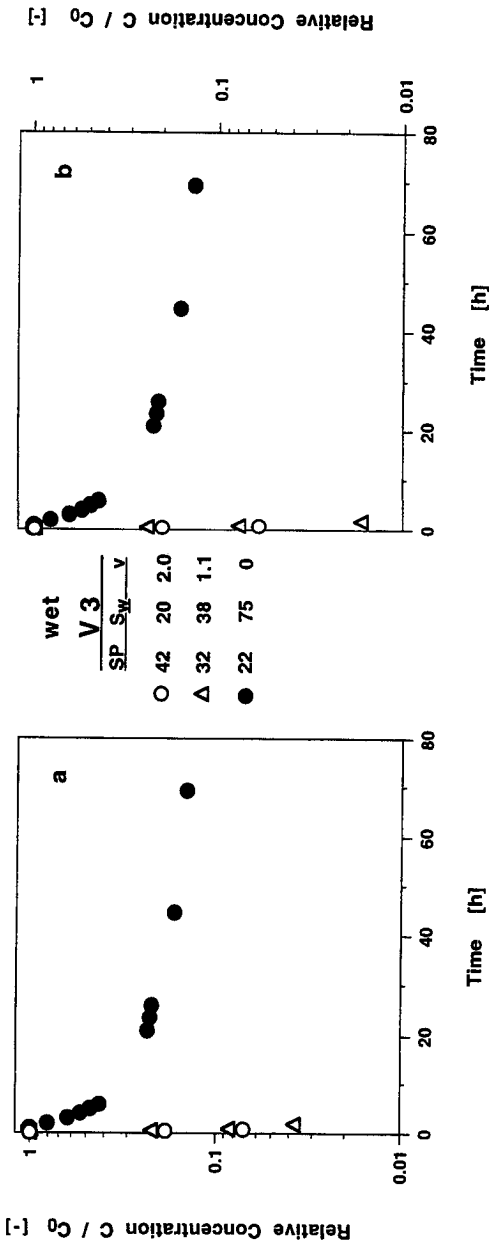 Relative Concentration C / C0 [-]
1
0.1
0.01
a
0
20
40
60
80
Time [h]
wet
V 3
SP Sw v
42 20 2.0
32 38 1.1
22 75 0
b
1
0.1
0.01
0
20
40
60
80
Time [h]
Relative Concentration C / C0 [-]